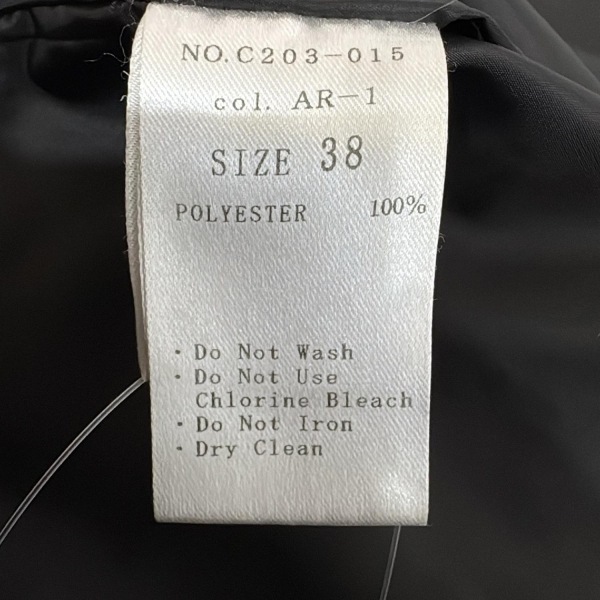 NO.C203-015
col. AR-1
SIZE 38
POLYESTER 100%
・Do Not Wash
・Do Not Use
Chlorine Bleach
・Do Not Iron
・Dry Clean